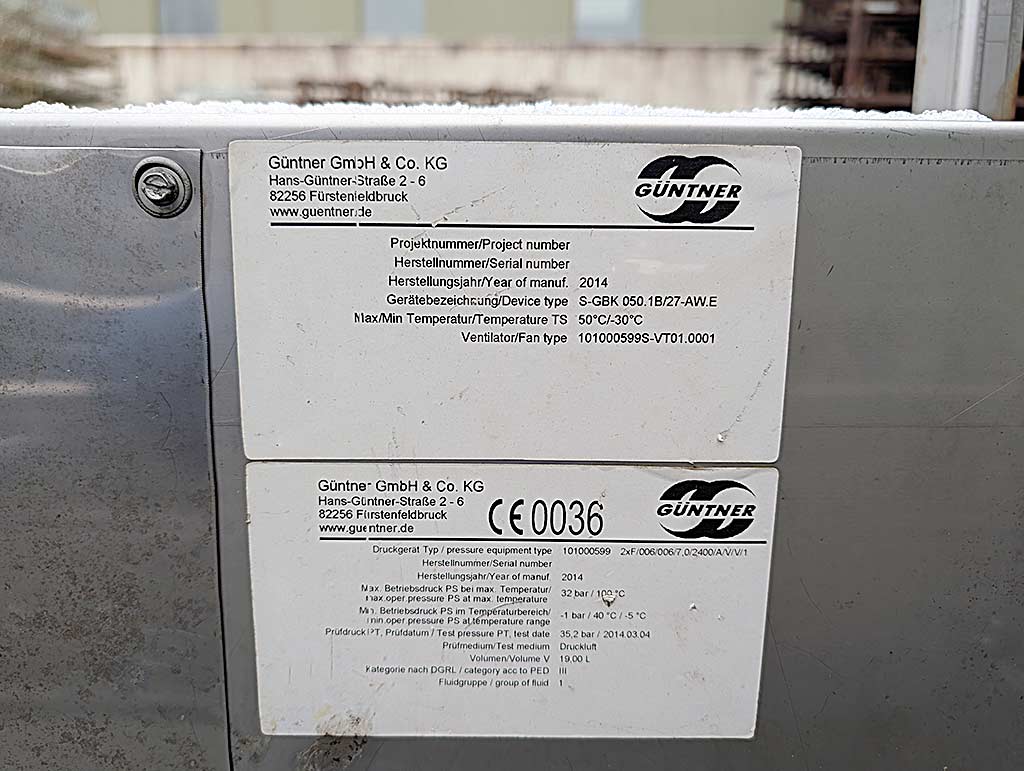 Güntner GmbH & Co. KG
Hans-Güntner-Straße 2 - 6
82256 Fürstenfeldbruck
www.guentner.de
GÜNTNER
Projektnummer/Project number
Herstellnummer/Serial number
Herstellungsjahr/Year of manuf. 2014
Gerätebezeichnung/Device type S-GBK 050.1B/27-AW.E
Max/Min Temperatur/Temperature TS 50°C/-30°C
Ventilator/Fan type 101000599S-VT01.0001
Güntner GmbH & Co. KG
Hans-Güntner-Straße 2 - 6
82256 Fürstenfeldbruck
www.guentner.de
CE 0036
GÜNTNER
Druckgerät Typ / pressure equipment type 101000599 2xF/006/006/7,0/2400/A/V/V/1
Herstellnummer/Serial number
Herstellungsjahr/Year of manuf. 2014
Max. Betriebsdruck PS bei max. Temperatur/
max.oper.pressure PS at max. temperature 32 bar / 100 °C
Min. Betriebsdruck PS im Temperaturbereich/
min.oper.pressure PS at temperature range -1 bar / 40 °C / -5 °C
Prüfdruck PT, Prüfdatum / Test pressure PT, test date 35,2 bar / 2014.03.04
Prüfmedium/Test medium Druckluft
Volumen/Volume V 19,00 L
Kategorie nach DGRL / category acc to PED III
Fluidgruppe / group of fluid 1